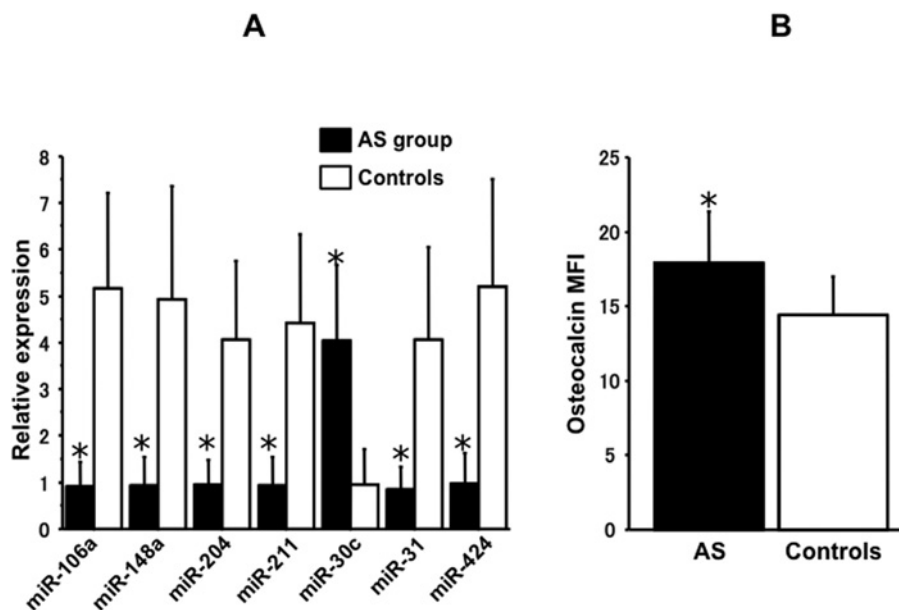 A
B
AS group
Controls
Relative expression
8
7
6
5
4
3
2
1
0
*
*
*
*
*
*
*
miR-106a
miR-148a
miR-204
miR-211
miR-30c
miR-31
miR-424
Osteocalcin MFI
25
20
15
10
5
0
*
AS
Controls